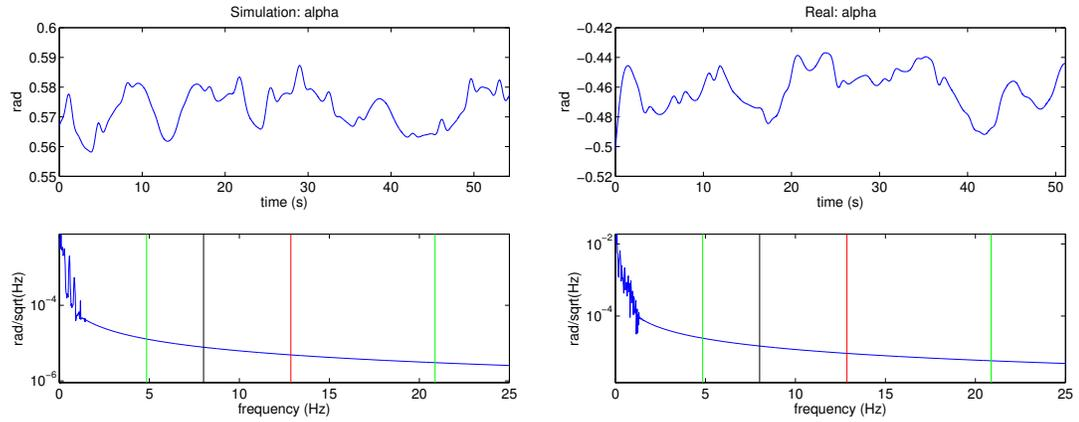 Simulation: alpha
0.6
0.59
0.58
0.57
0.56
0.55
rad
0 10 20 30 40 50
time (s)
Real: alpha
−0.42
−0.44
−0.46
−0.48
−0.5
−0.52
rad
0 10 20 30 40 50
time (s)
10−4
10−6
rad/sqrt(Hz)
0 5 10 15 20 25
frequency (Hz)
10−2
10−4
rad/sqrt(Hz)
0 5 10 15 20 25
frequency (Hz)